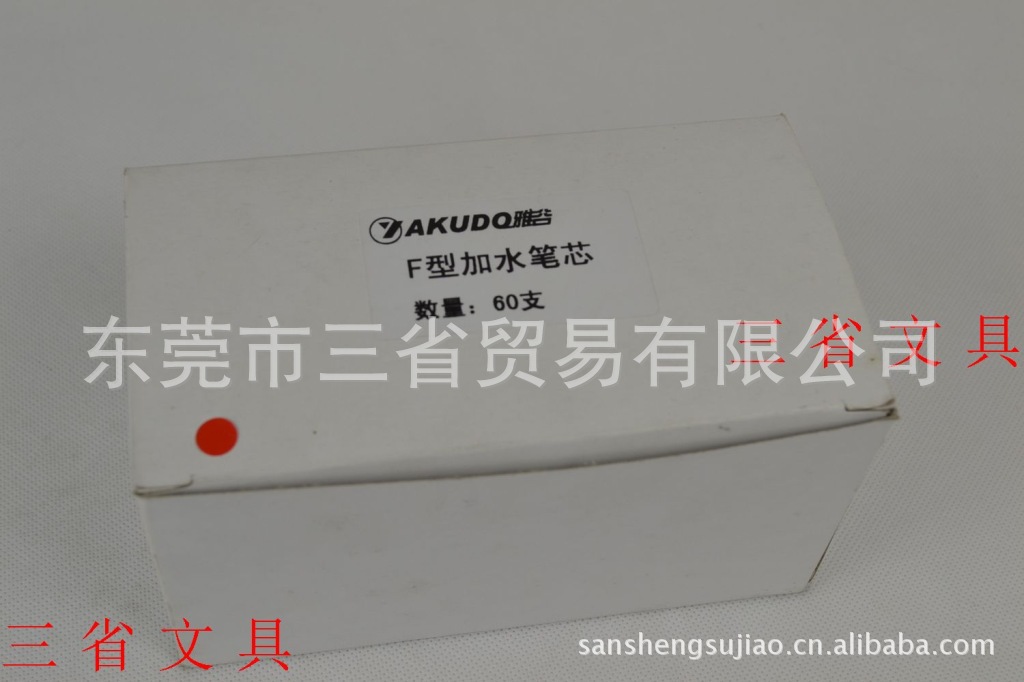 YAKUDO雅谷
F型加水笔芯
数量：60支
东莞市三省贸易有限公司
三省文具
三省文具
sanshengsujiao.cn.alibaba.com